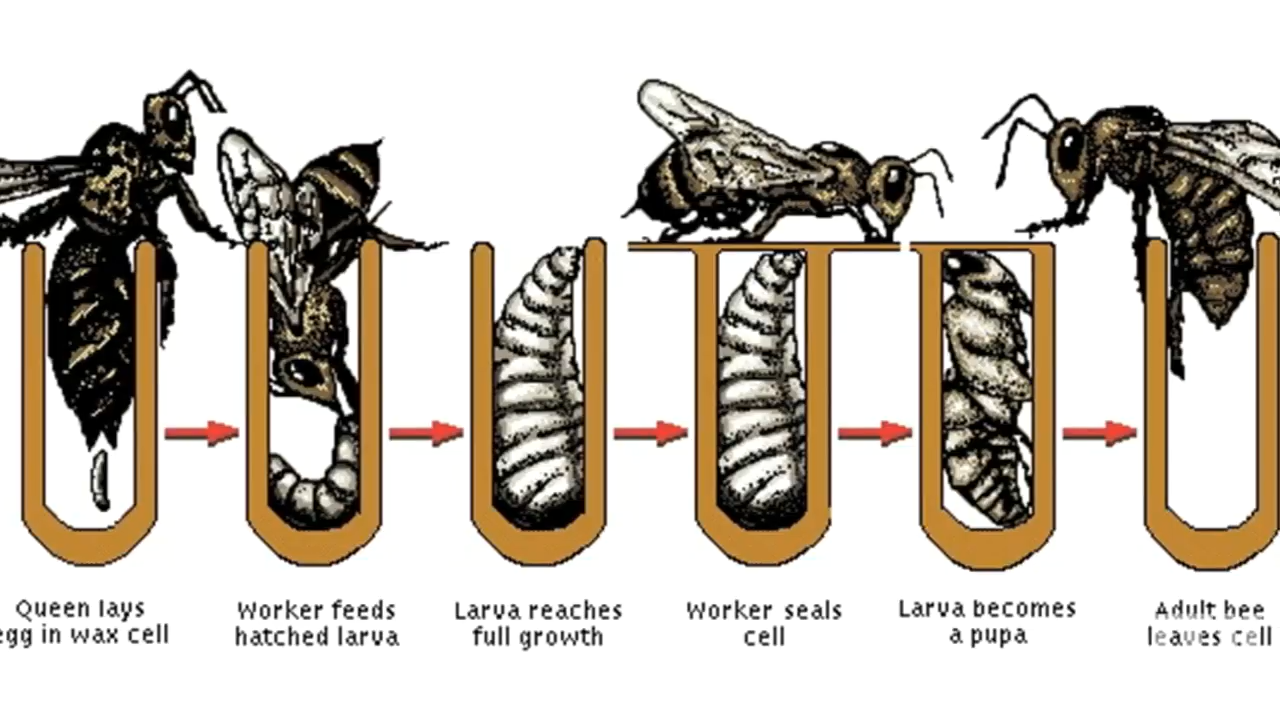 Queen lays
egg in wax cell
Worker feeds
hatched larva
Larva reaches
full growth
Worker seals
cell
Larva becomes
a pupa
Adult bee
leaves cell